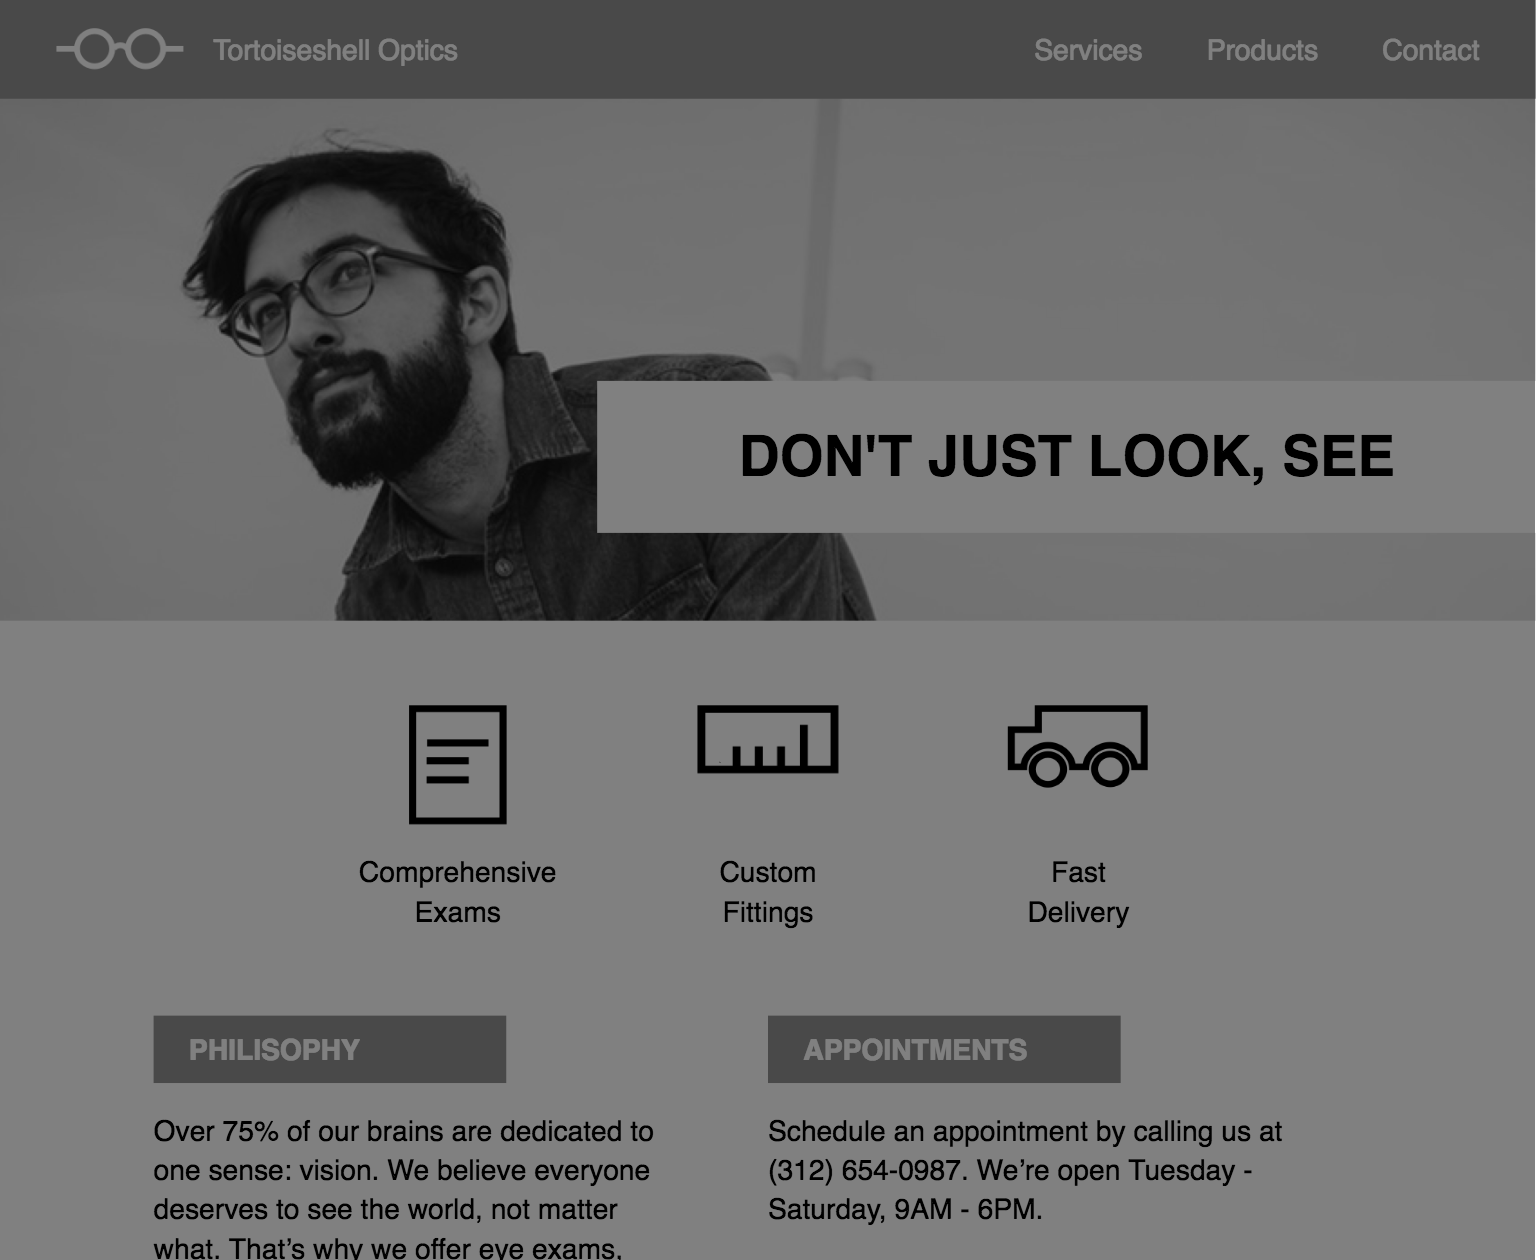 Tortoiseshell Optics
Services Products Contact
DON'T JUST LOOK, SEE
Comprehensive
Exams
Custom
Fittings
Fast
Delivery
PHILISOPHY
Over 75% of our brains are dedicated to
one sense: vision. We believe everyone
deserves to see the world, not matter
what. That’s why we offer eye exams,
APPOINTMENTS
Schedule an appointment by calling us at
(312) 654-0987. We’re open Tuesday -
Saturday, 9AM - 6PM.